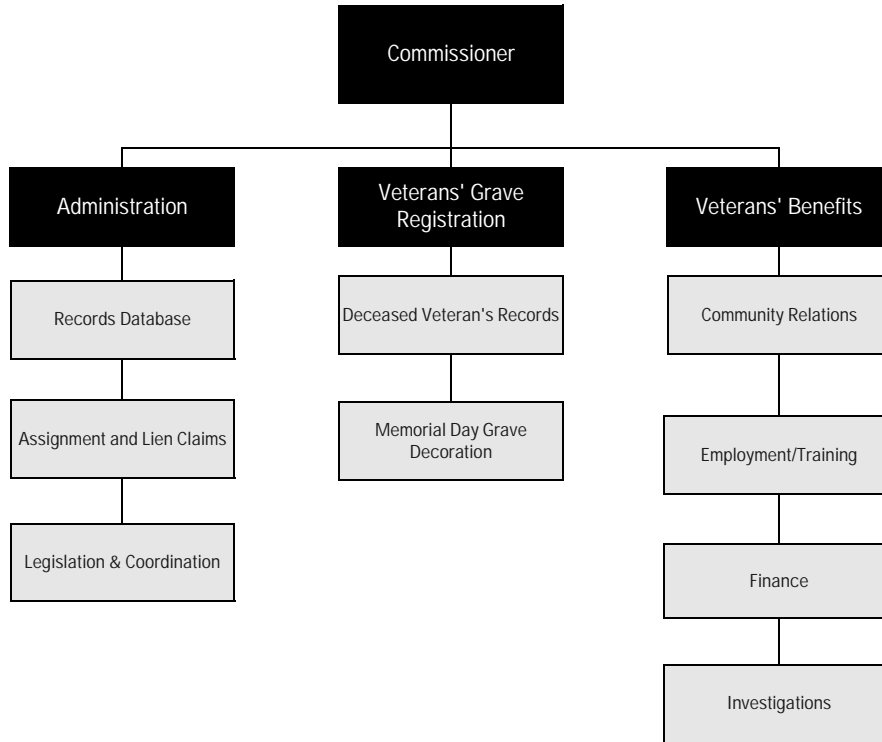 Commissioner
Administration
Veterans' Grave
Registration
Veterans' Benefits
Records Database
Deceased Veteran's Records
Community Relations
Assignment and Lien Claims
Memorial Day Grave
Decoration
Employment/Training
Legislation & Coordination
Finance
Investigations